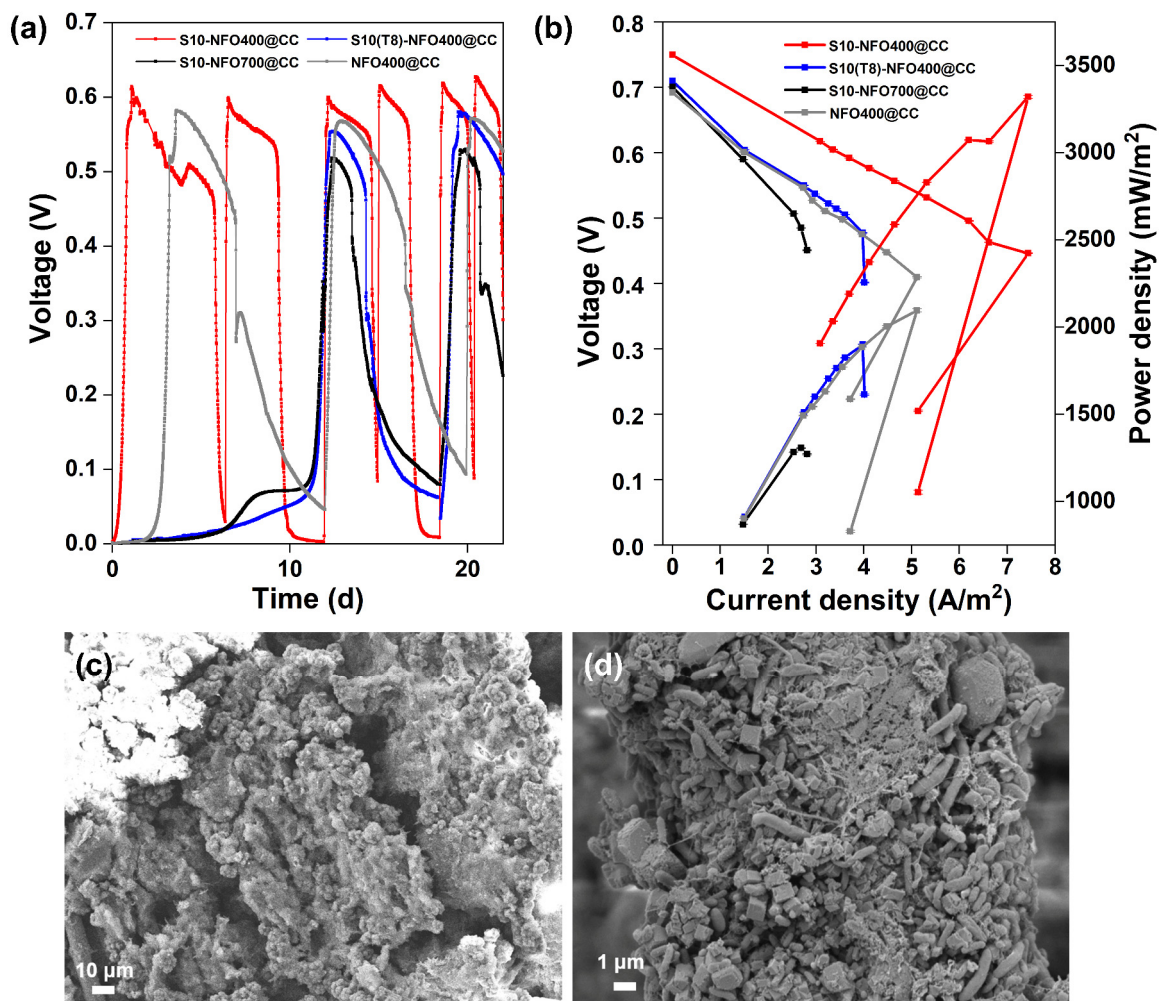 (a)
0.7
0.6
0.5
0.4
0.3
0.2
0.1
0.0
Voltage (V)
S10-NFO400@CC
S10(T8)-NFO400@CC
S10-NFO700@CC
NFO400@CC
0
10
20
Time (d)
(b)
0.8
0.7
0.6
0.5
0.4
0.3
0.2
0.1
0.0
Voltage (V)
S10-NFO400@CC
S10(T8)-NFO400@CC
S10-NFO700@CC
NFO400@CC
3500
3000
2500
2000
1500
1000
Power density (mW/m²)
0
1
2
3
4
5
6
7
8
Current density (A/m²)
(c)
10 µm
(d)
1 µm